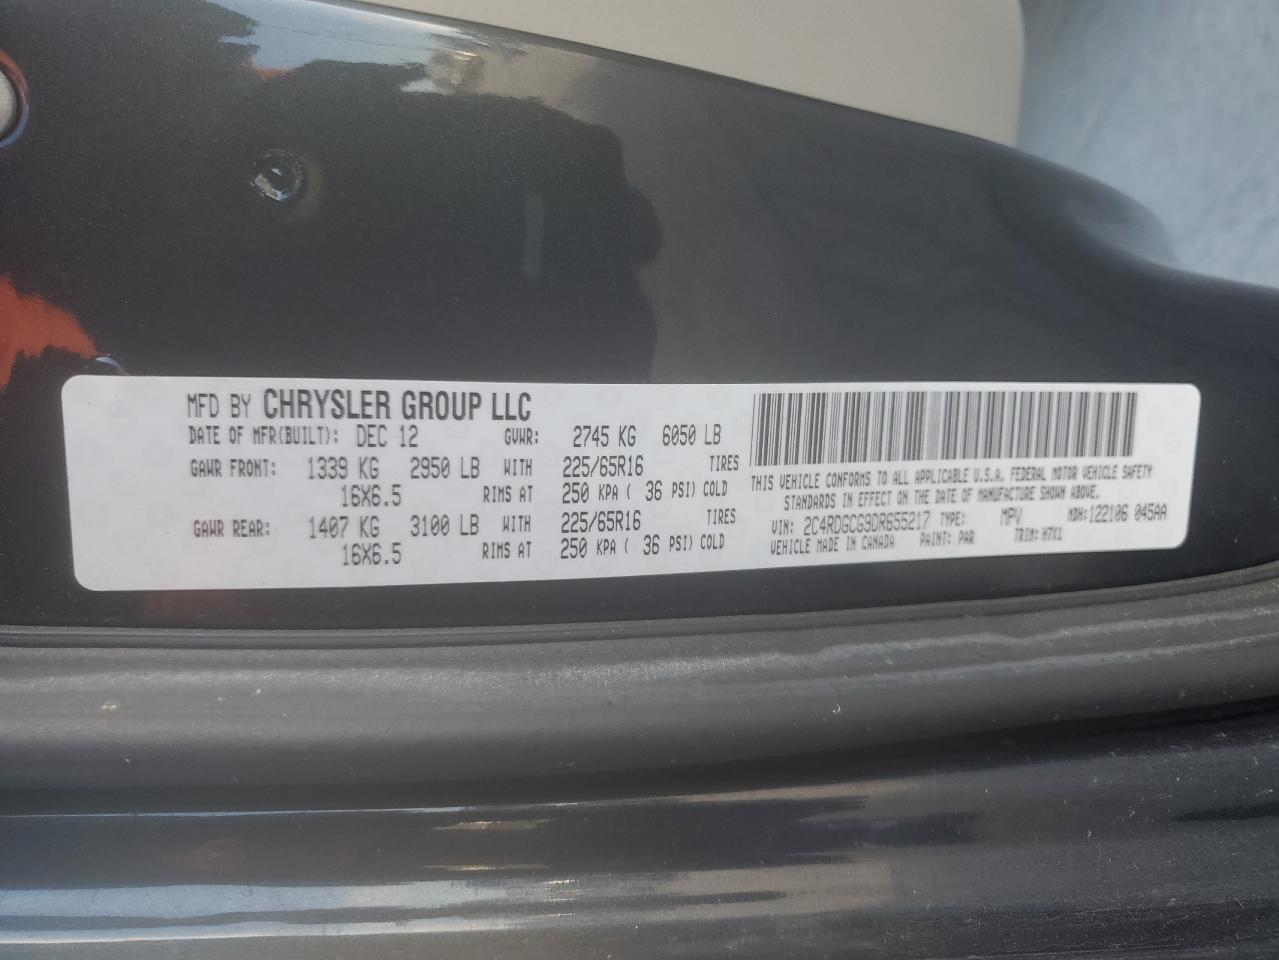 MFD BY CHRYSLER GROUP LLC
DATE OF MFR(BUILT): DEC 12 GVWR: 2745 KG 6050 LB
GAWR FRONT: 1339 KG 2950 LB WITH 225/65R16 TIRES
16X6.5 RIMS AT 250 KPA ( 36 PSI) COLD
GAWR REAR: 1407 KG 3100 LB WITH 225/65R16 TIRES
16X6.5 RIMS AT 250 KPA ( 36 PSI) COLD
THIS VEHICLE CONFORMS TO ALL APPLICABLE U.S.A. FEDERAL MOTOR VEHICLE SAFETY
STANDARDS IN EFFECT ON THE DATE OF MANUFACTURE SHOWN ABOVE.
VIN: 2C4RDGCG9DR655217 TYPE: MPV MDH:122106 045AA
VEHICLE MADE IN CANADA PAINT: PAR TRIM: H7X1